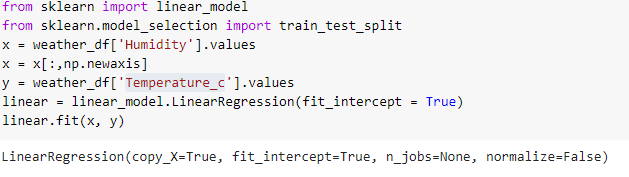 from sklearn import linear_model
from sklearn.model_selection import train_test_split
x = weather_df['Humidity'].values
x = x[:,np.newaxis]
y = weather_df['Temperature_c'].values
linear = linear_model.LinearRegression(fit_intercept = True)
linear.fit(x, y)
LinearRegression(copy_X=True, fit_intercept=True, n_jobs=None, normalize=False)